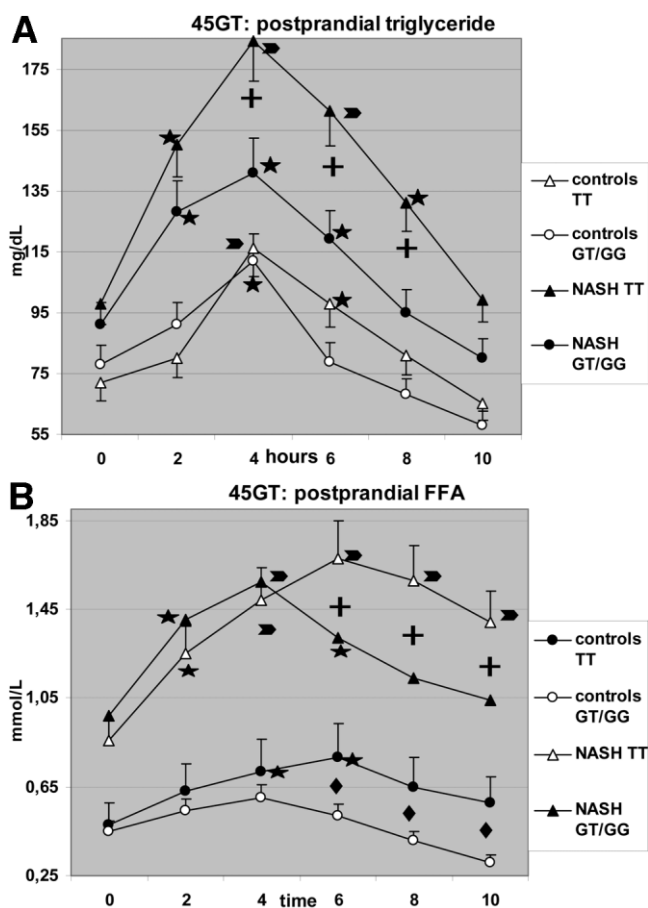 A
45GT: postprandial triglyceride
175
155
135
115
95
75
55
mg/dL
0 2 4 hours 6 8 10
controls
TT
controls
GT/GG
NASH TT
NASH
GT/GG
B
45GT: postprandial FFA
1,85
1,45
1,05
0,65
0,25
mmol/L
0 2 4 time 6 8 10
controls
TT
controls
GT/GG
NASH TT
NASH
GT/GG